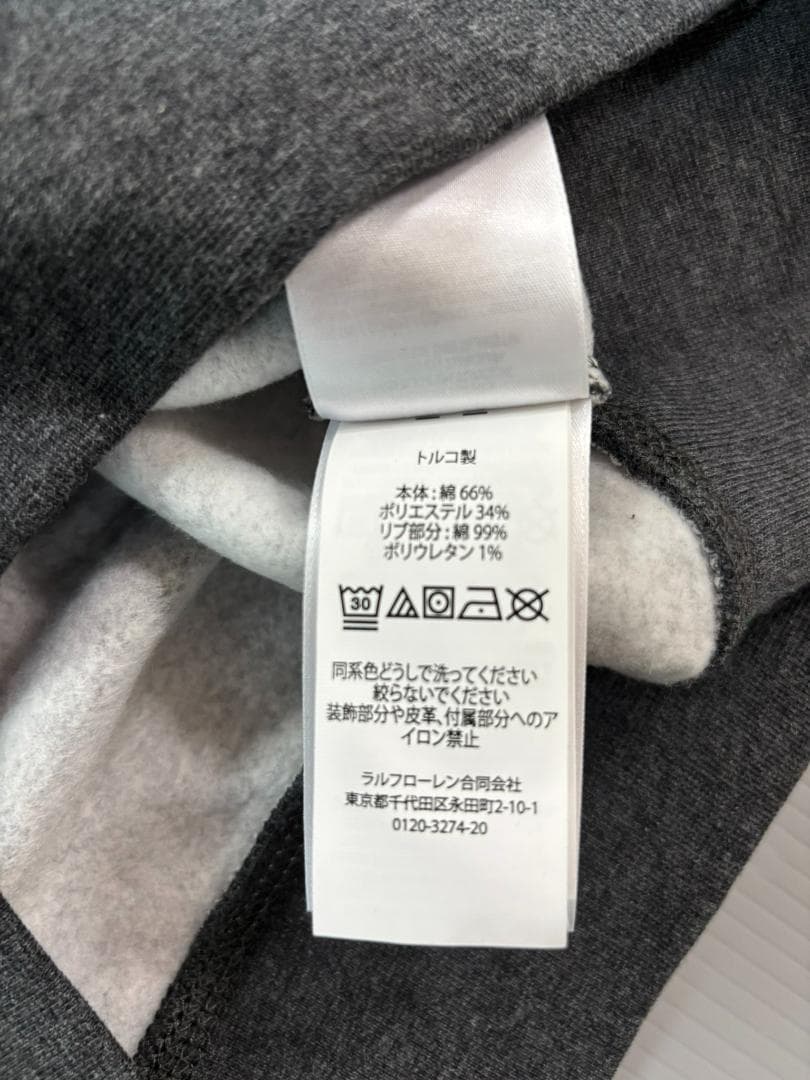 トルコ製
本体:綿 66%
ポリエステル 34%
リブ部分:綿 99%
ポリウレタン 1%
30
同系色どうしで洗ってください
絞らないでください
装飾部分や皮革、付属部分へのア
イロン禁止
ラルフローレン合同会社
東京都千代田区永田町2-10-1
0120-3274-20